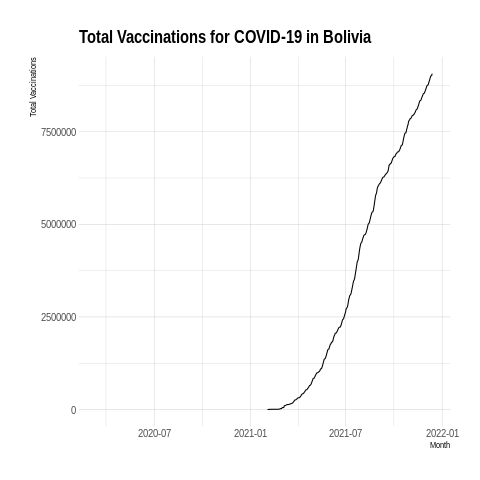 Total Vaccinations for COVID-19 in Bolivia
Total Vaccinations
7500000
5000000
2500000
0
2020-07
2021-01
2021-07
2022-01
Month